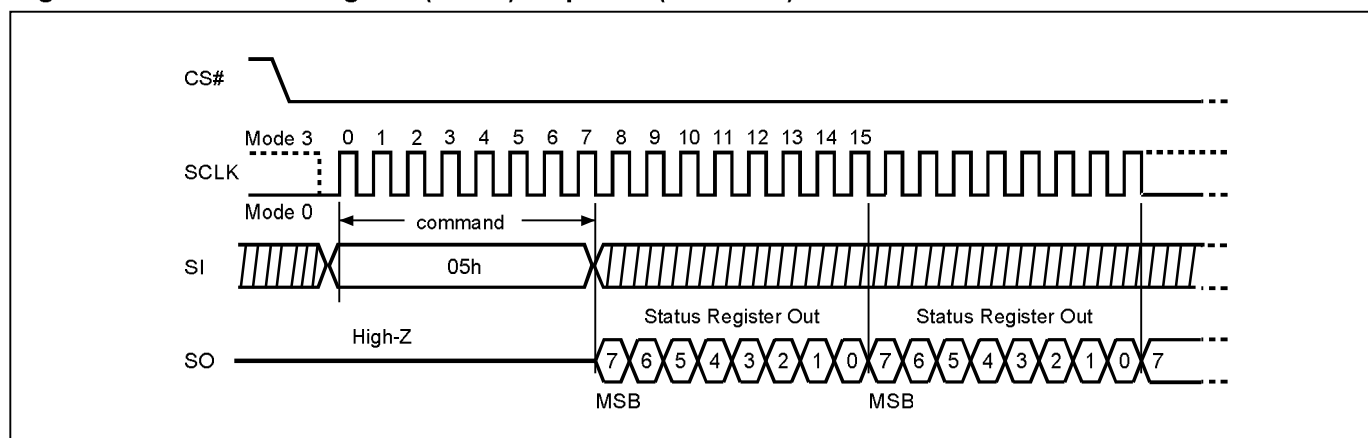 CS#
Mode 3 0 1 2 3 4 5 6 7 8 9 10 11 12 13 14 15
SCLK
Mode 0
command
SI
05h
Status Register Out Status Register Out
High-Z
SO
7 6 5 4 3 2 1 0 7 6 5 4 3 2 1 0 7
MSB MSB